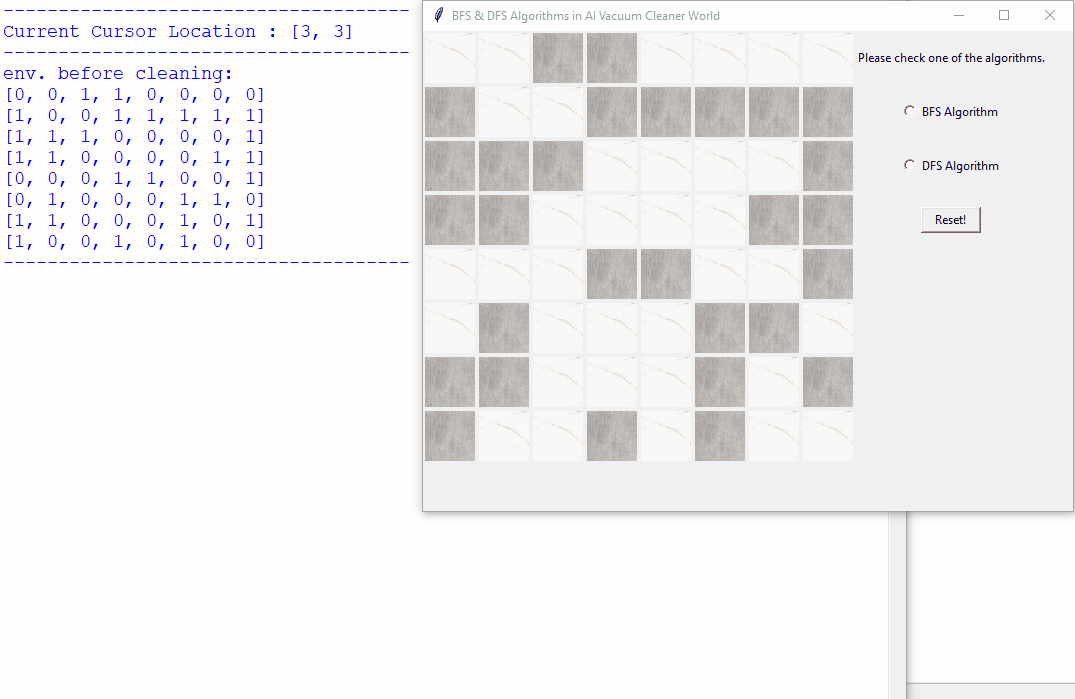 -------------------------------------
Current Cursor Location : [3, 3]
-------------------------------------
env. before cleaning:
[0, 0, 1, 1, 0, 0, 0, 0]
[1, 0, 0, 1, 1, 1, 1, 1]
[1, 1, 1, 0, 0, 0, 0, 1]
[1, 1, 0, 0, 0, 0, 1, 1]
[0, 0, 0, 1, 1, 0, 0, 1]
[0, 1, 0, 0, 0, 1, 1, 0]
[1, 1, 0, 0, 0, 1, 0, 1]
[1, 0, 0, 1, 0, 1, 0, 0]
-------------------------------------
BFS & DFS Algorithms in AI Vacuum Cleaner World
Please check one of the algorithms.
BFS Algorithm
DFS Algorithm
Reset!